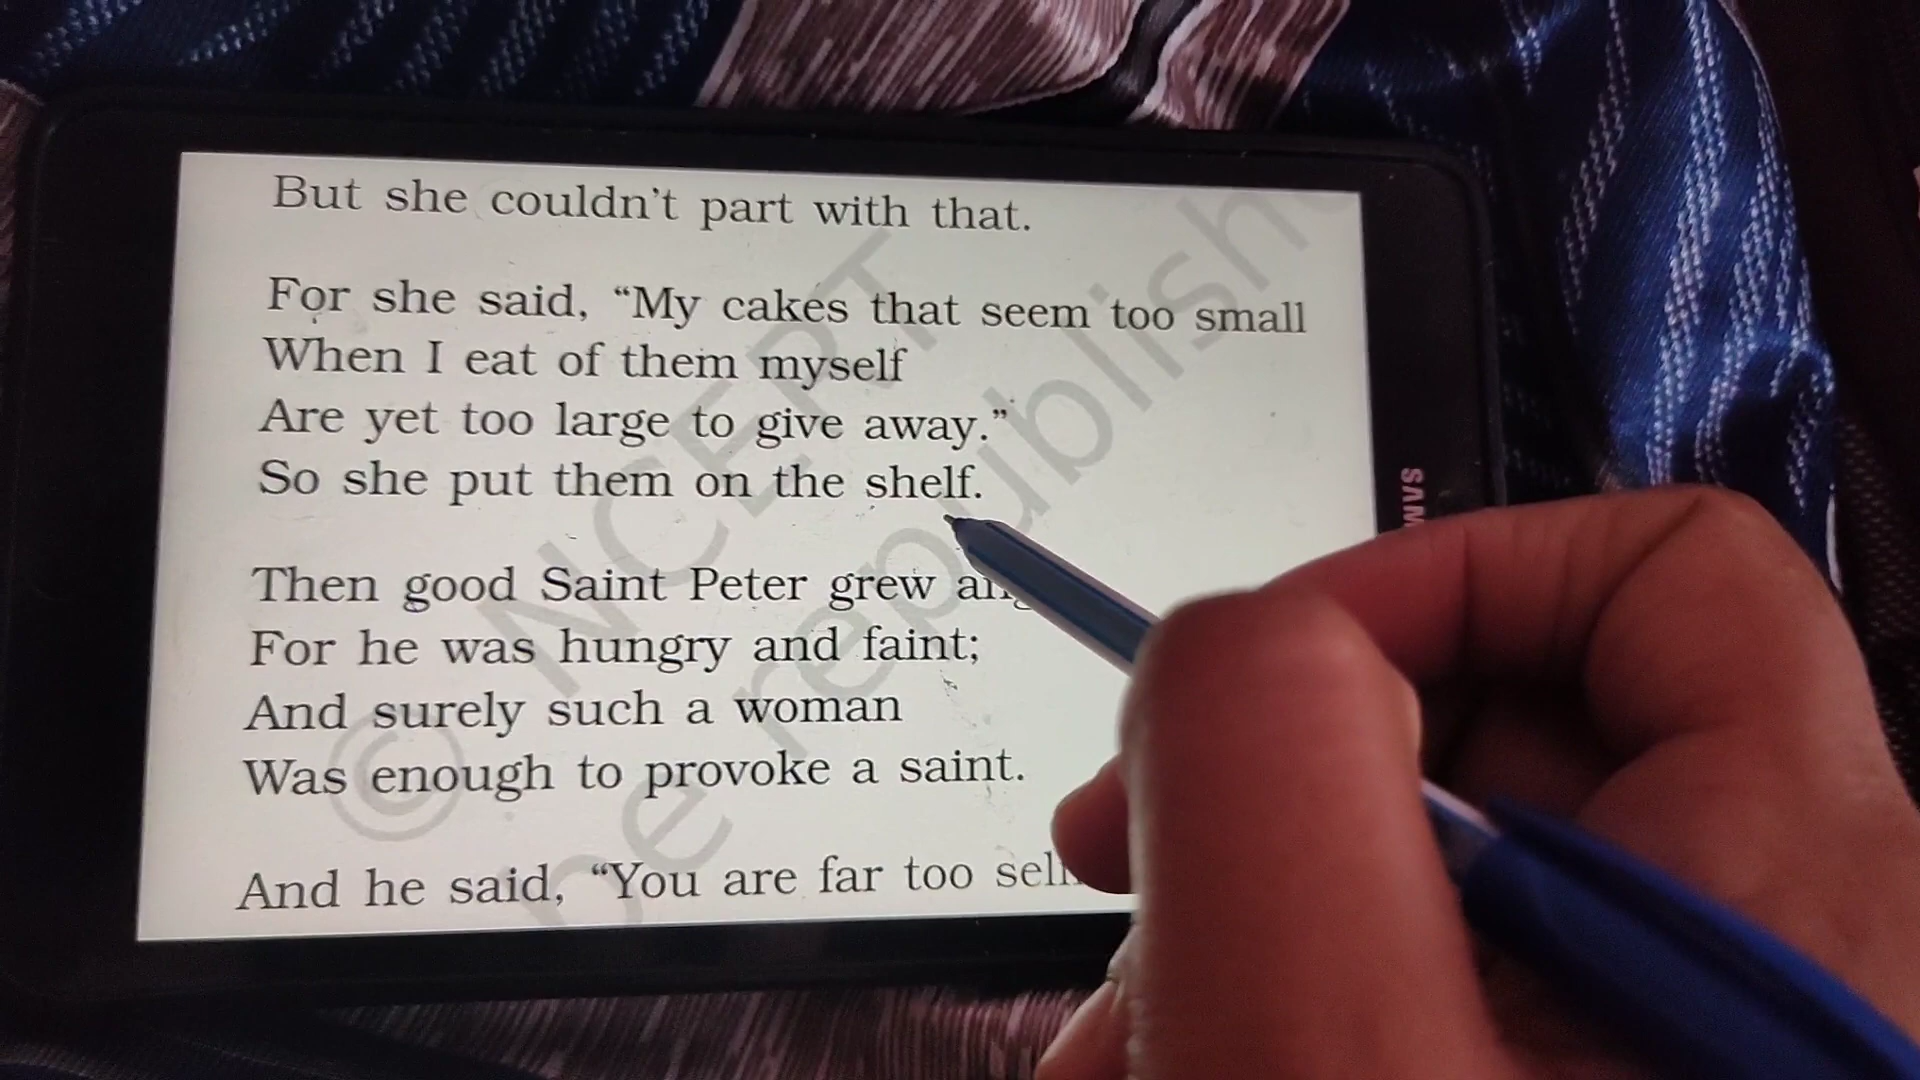 But she couldn't part with that.
For she said, “My cakes that seem too small
When I eat of them myself
Are yet too large to give away.”
So she put them on the shelf.
Then good Saint Peter grew
For he was hungry and faint;
And surely such a woman
Was enough to provoke a saint.
And he said, “You are far too
© NCERT
be republish